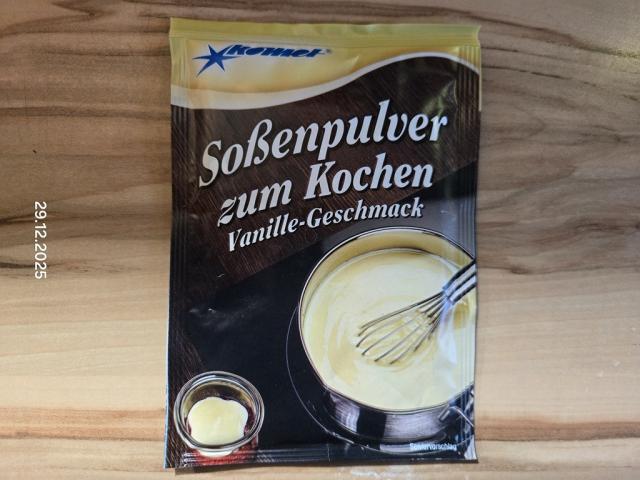 Komet
Soßenpulver
zum Kochen
Vanille-Geschmack
29.12.2025
Serviervorschlag